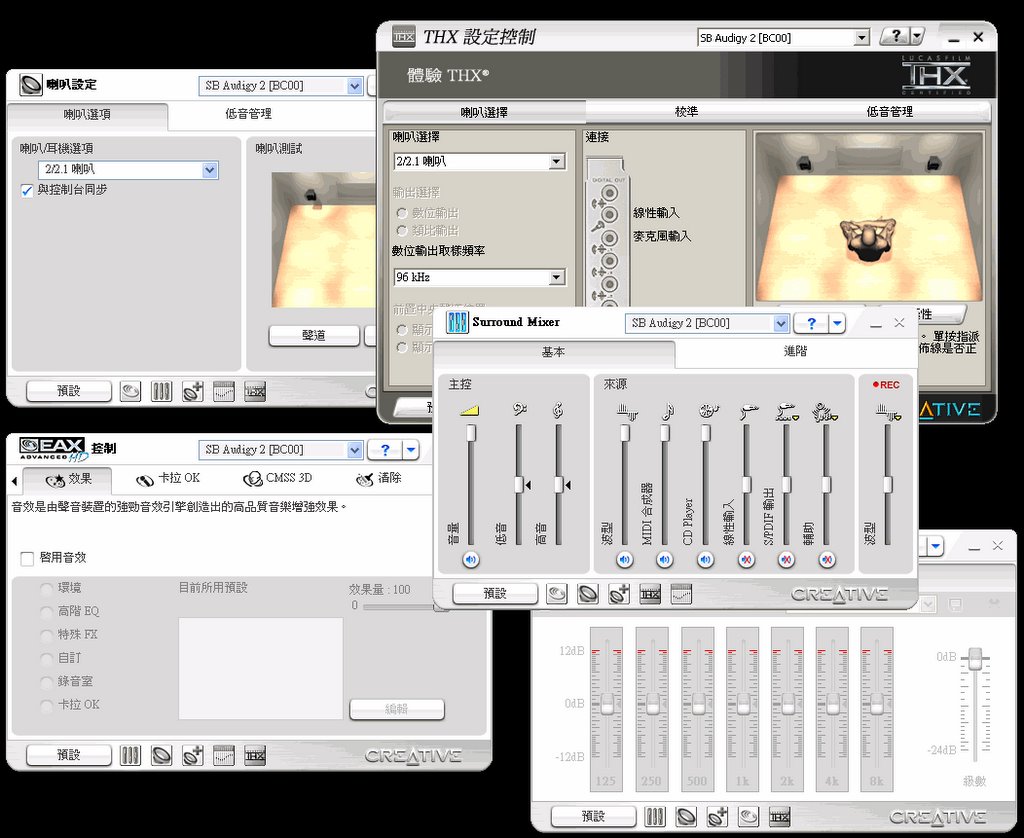 喇叭設定
SB Audigy 2 [BC00]
喇叭選項
低音管理
喇叭/耳機選項
2/2.1 喇叭
與控制台同步
喇叭測試
聲道
預設
THX
THX 設定控制
SB Audigy 2 [BC00]
?
體驗 THX®
LUCASFILM
THX
CERTIFIED
喇叭選擇
校準
低音管理
喇叭選擇
2/2.1 喇叭
輸出選擇
數位輸出
類比輸出
數位輸出取樣頻率
96 kHz
顯示
顯示
連接
DIGITAL OUT
線性輸入
麥克風輸入
性
。單按指派
佈線是否正
ATIVE
Surround Mixer
SB Audigy 2 [BC00]
?
基本
進階
主控
音量
低音
高音
來源
波型
MIDI 合成器
CD Player
線性輸入
S/PDIF 輸出
輔助
REC
波型
預設
THX
CREATIVE
EAX
ADVANCED HD
控制
SB Audigy 2 [BC00]
?
效果
卡拉 OK
CMSS 3D
清除
音效是由聲音裝置的強勁音效引擎創造出的高品質音樂增強效果。
啓用音效
環境
高階 EQ
特殊 FX
自訂
錄音室
卡拉 OK
目前所用預設
效果量 : 100
0
編輯
預設
THX
CREATIVE
12dB
0dB
-12dB
125
250
500
1k
2k
4k
8k
0dB
-24dB
級數
預設
THX
CREATIVE